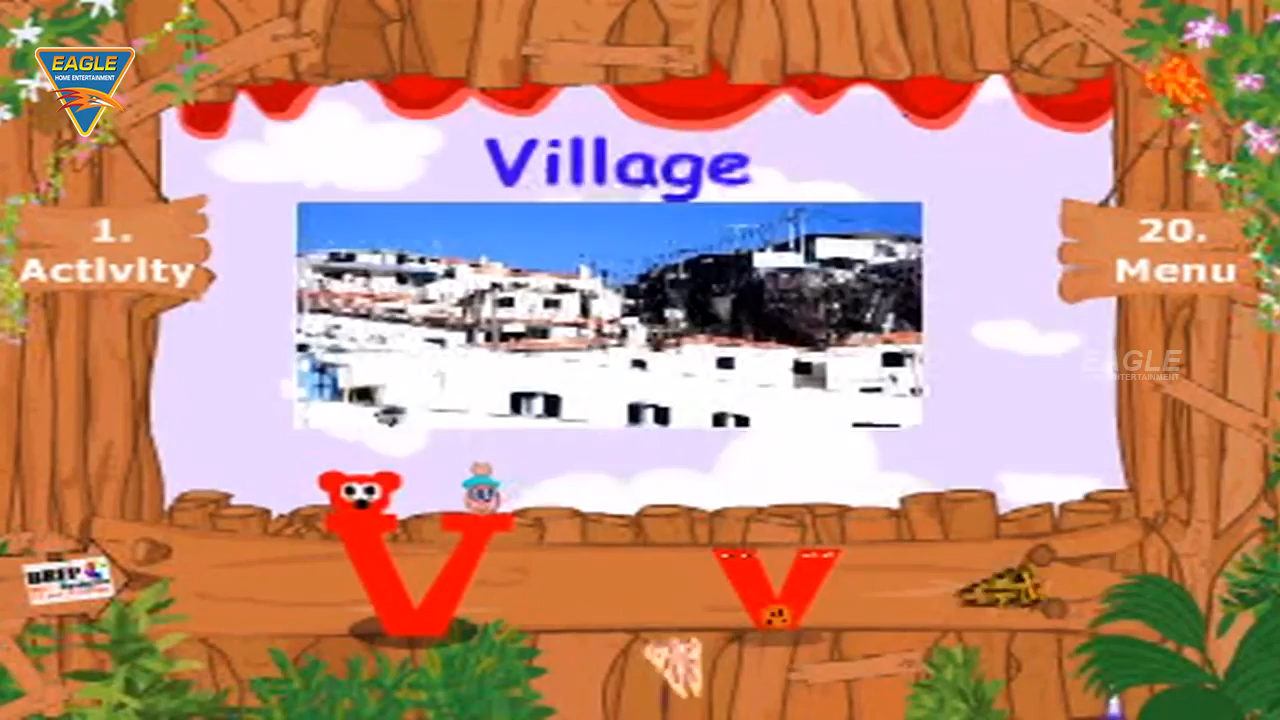 EAGLE
HOME ENTERTAINMENT
Village
1.
Activity
20.
Menu
EAGLE
ENTERTAINMENT
V
v